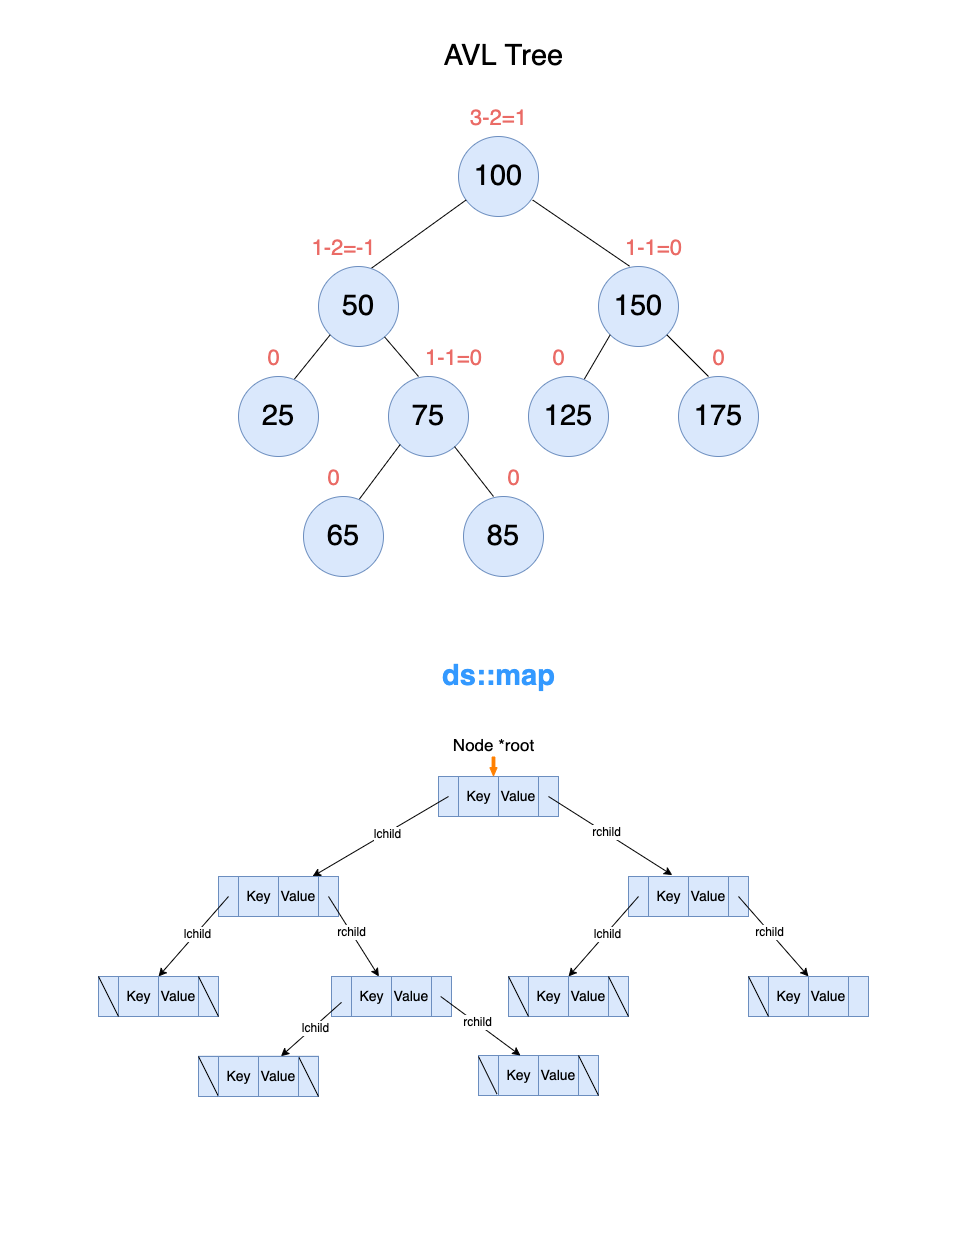 AVL Tree
3-2=1
100
1-2=-1
1-1=0
50
150
0
1-1=0
0
0
25
75
125
175
0
0
65
85
ds::map
Node *root
Key Value
lchild
rchild
Key Value
Key Value
lchild
rchild
lchild
rchild
Key Value
Key Value
Key Value
Key Value
lchild
rchild
Key Value
Key Value